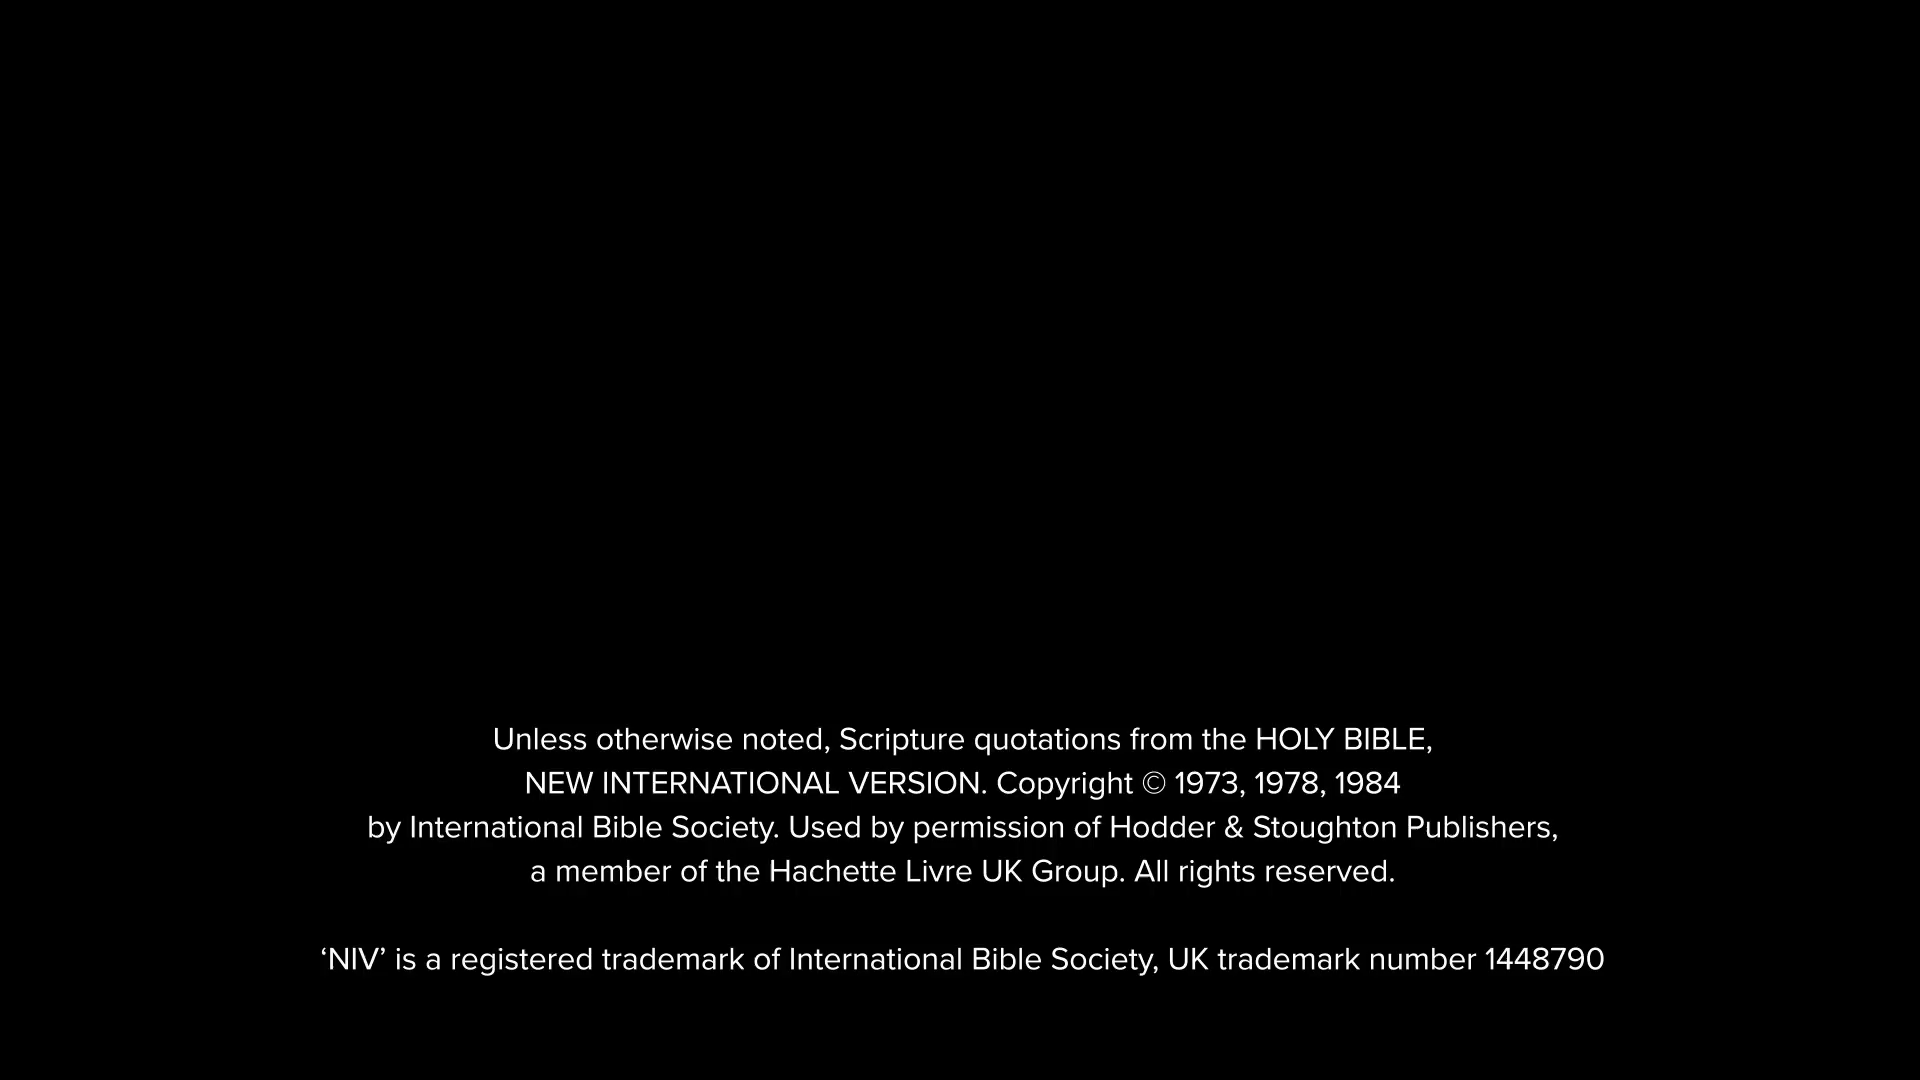 Unless otherwise noted, Scripture quotations from the HOLY BIBLE,
NEW INTERNATIONAL VERSION. Copyright © 1973, 1978, 1984
by International Bible Society. Used by permission of Hodder & Stoughton Publishers,
a member of the Hachette Livre UK Group. All rights reserved.
‘NIV’ is a registered trademark of International Bible Society, UK trademark number 1448790